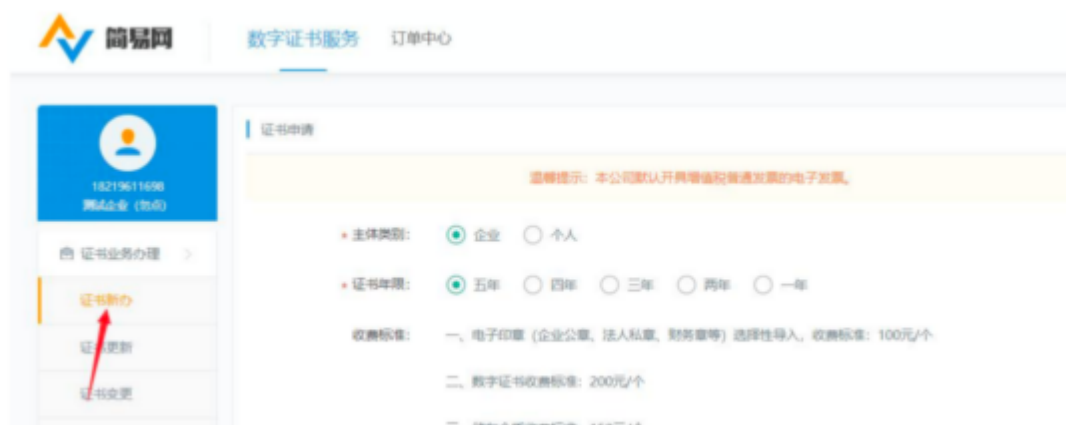 简易网
数字证书服务 订单中心
证书申请
温馨提示：本公司默认开具增值税普通发票的电子发票。
18219611698
测试企业（勿点）
* 主体类别： 企业 个人
证书业务办理 >
* 证书年限： 五年 四年 三年 两年 一年
证书新办
收费标准： 一、电子印章（企业公章、法人私章、财务章等）选择性导入，收费标准：100元/个
证书更新
二、数字证书收费标准：200元/个
证书变更